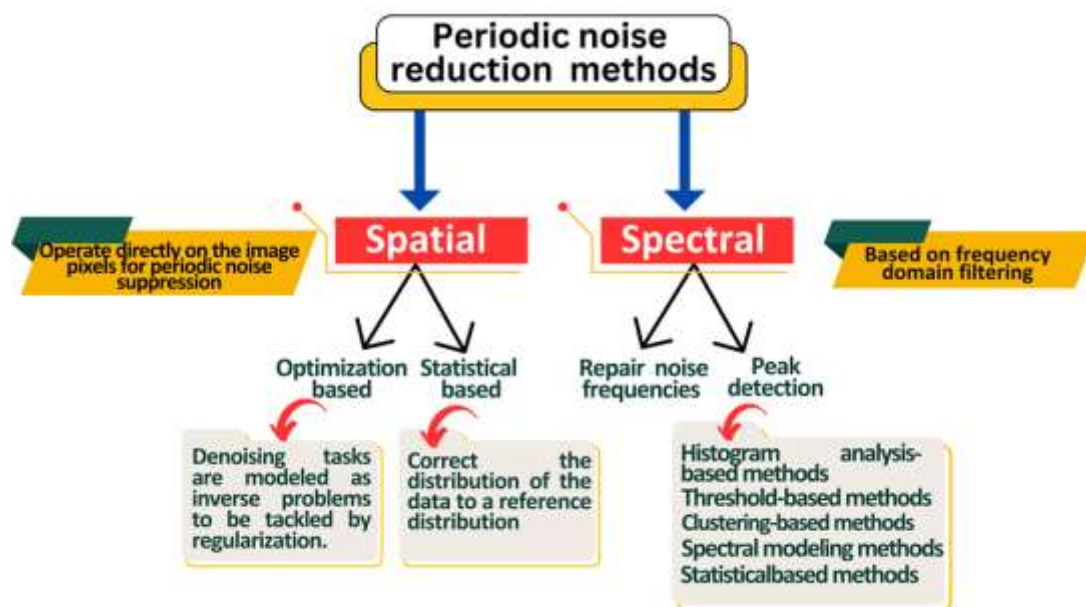 Periodic noise
reduction methods
Spatial
Spectral
Operate directly on the image
pixels for periodic noise
suppression
Based on frequency
domain filtering
Optimization
based
Statistical
based
Repair noise
frequencies
Peak
detection
Denoising tasks
are modeled as
inverse problems
to be tackled by
regularization.
Correct the
distribution of the
data to a reference
distribution
Histogram analysis-
based methods
Threshold-based methods
Clustering-based methods
Spectral modeling methods
Statisticalbased methods